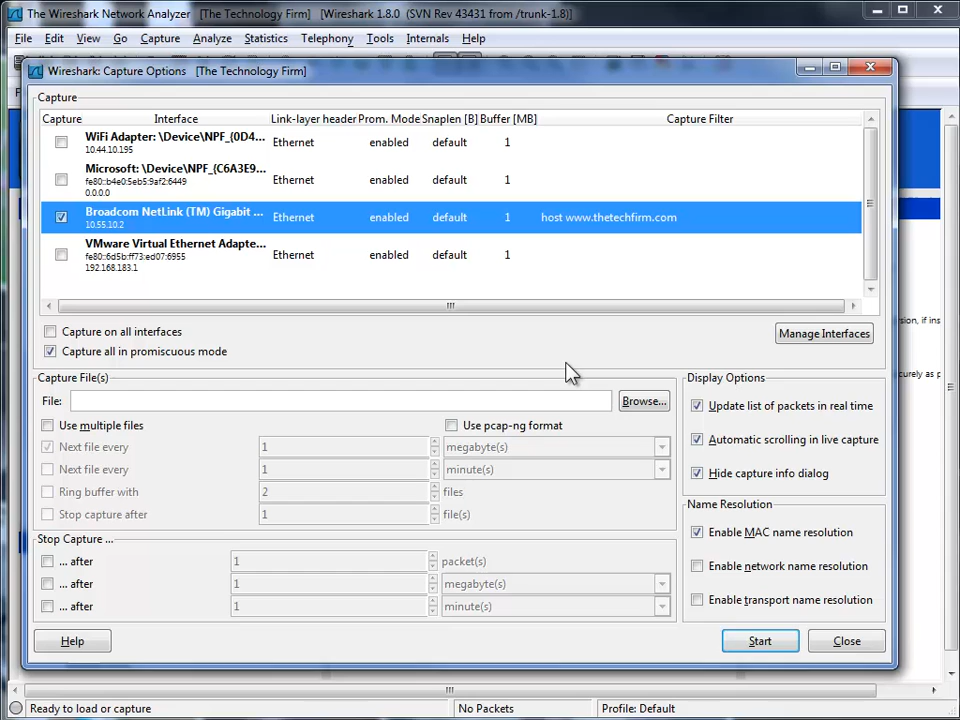 The Wireshark Network Analyzer [The Technology Firm] [Wireshark 1.8.0 (SVN Rev 43431 from /trunk-1.8)]
File Edit View Go Capture Analyze Statistics Telephony Tools Internals Help
Wireshark: Capture Options [The Technology Firm]
Capture
Capture Interface Link-layer header Prom. Mode Snaplen [B] Buffer [MB] Capture Filter
WiFi Adapter: \Device\NPF_{0D4... Ethernet enabled default 1
10.44.10.195
Microsoft: \Device\NPF_{C6A3E9... Ethernet enabled default 1
fe80::b4e0:5eb5:9af2:6449
0.0.0.0
Broadcom NetLink (TM) Gigabit ... Ethernet enabled default 1 host www.thetechfirm.com
10.55.10.2
VMware Virtual Ethernet Adapte... Ethernet enabled default 1
fe80::6d5b:ff73:ed07:6955
192.168.183.1
Capture on all interfaces
Manage Interfaces
Capture all in promiscuous mode
Capture File(s)
File: Browse...
Use multiple files Use pcap-ng format
Next file every 1 megabyte(s)
Next file every 1 minute(s)
Ring buffer with 2 files
Stop capture after 1 file(s)
Stop Capture ...
... after 1 packet(s)
... after 1 megabyte(s)
... after 1 minute(s)
Display Options
Update list of packets in real time
Automatic scrolling in live capture
Hide capture info dialog
Name Resolution
Enable MAC name resolution
Enable network name resolution
Enable transport name resolution
Help Start Close
Ready to load or capture No Packets Profile: Default